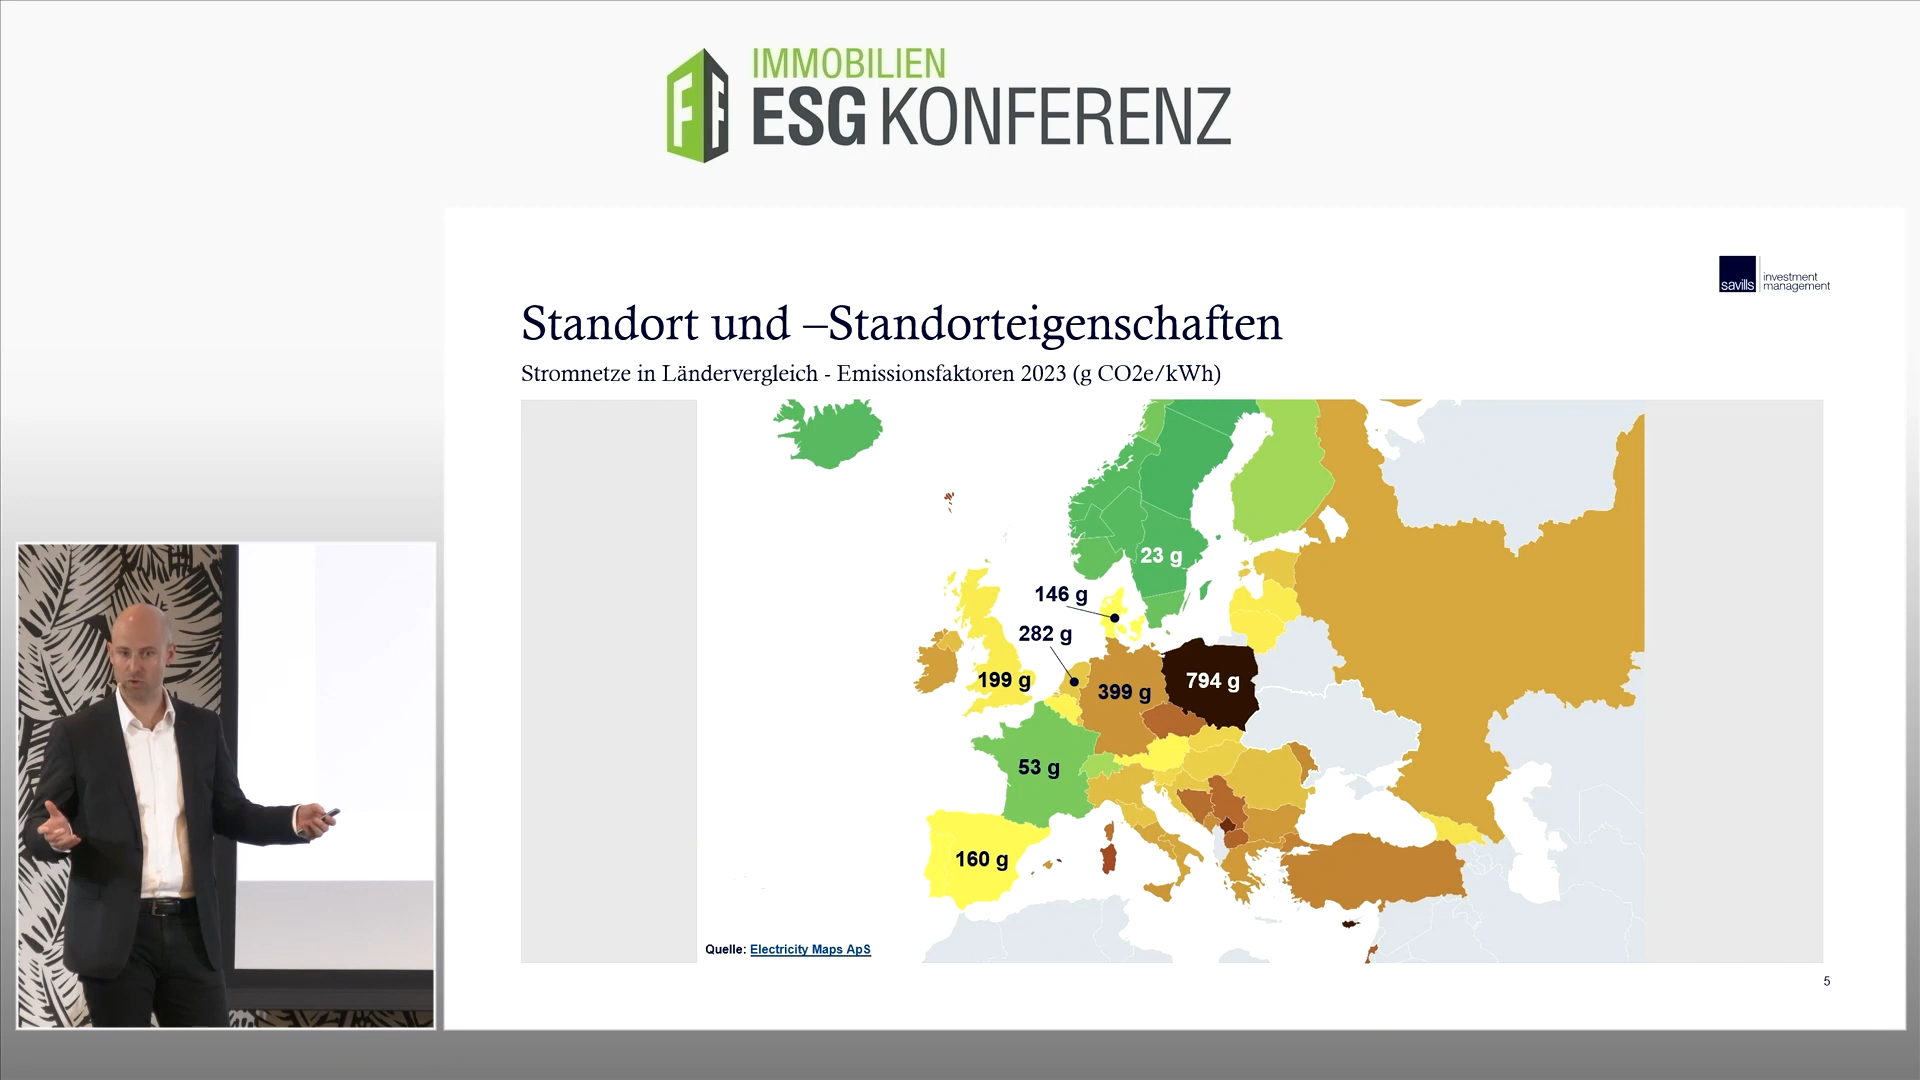 IMMOBILIEN
ESG KONFERENZ
savills
investment
management
Standort und –Standorteigenschaften
Stromnetze in Ländervergleich - Emissionsfaktoren 2023 (g CO2e/kWh)
23 g
146 g
282 g
199 g
399 g
794 g
53 g
160 g
Quelle: Electricity Maps ApS
5